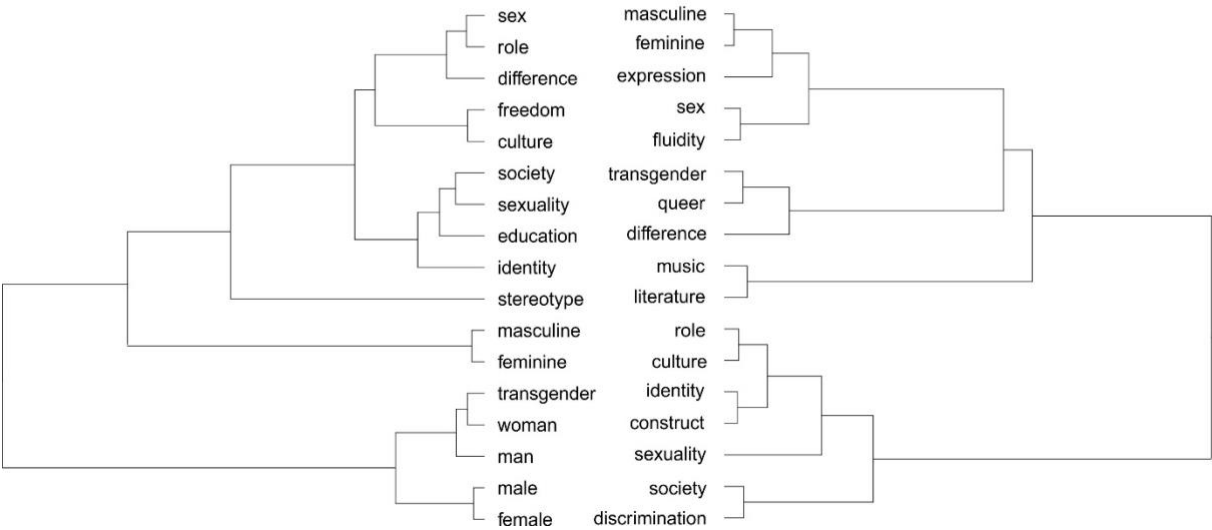 sex masculine
role feminine
difference expression
freedom sex
culture fluidity
society transgender
sexuality queer
education difference
identity music
stereotype literature
masculine role
feminine culture
transgender identity
woman construct
man sexuality
male society
female discrimination